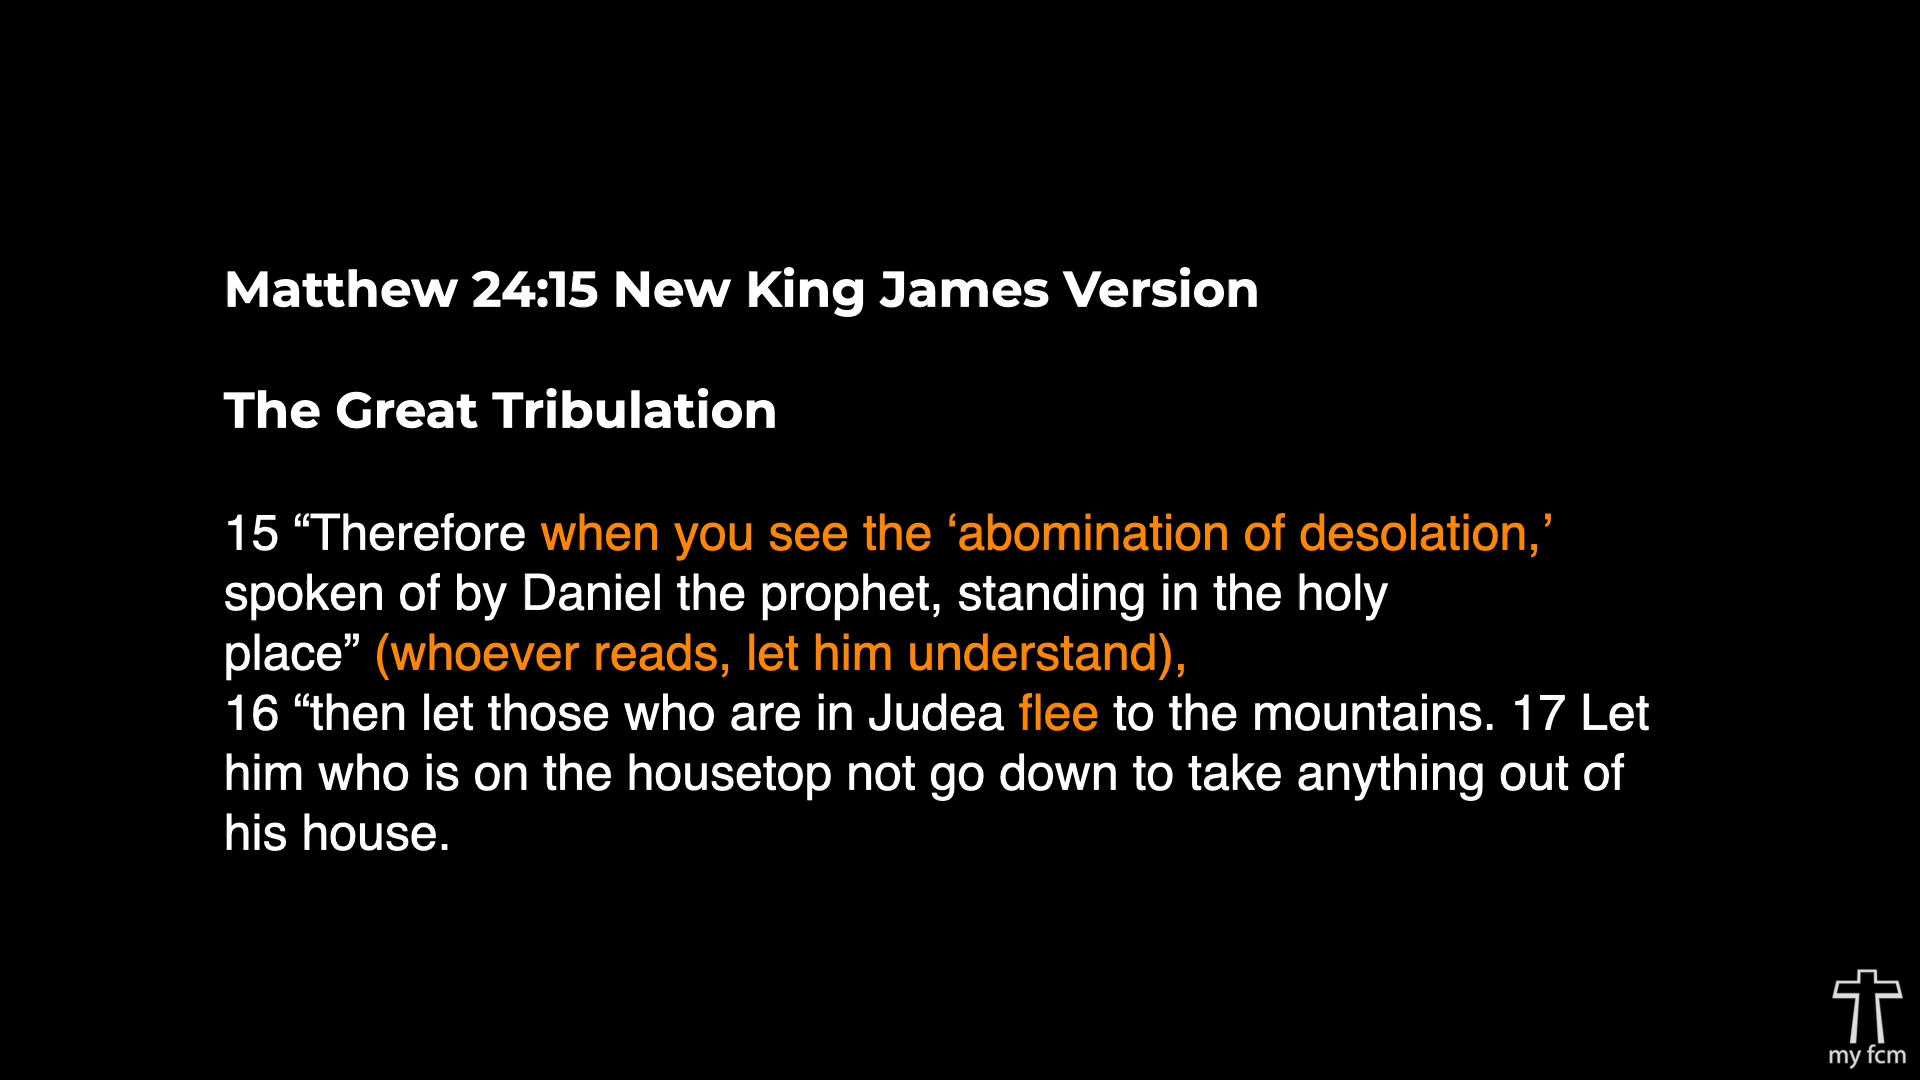 Matthew 24:15 New King James Version
The Great Tribulation
15 “Therefore when you see the ‘abomination of desolation,’
spoken of by Daniel the prophet, standing in the holy
place” (whoever reads, let him understand),
16 “then let those who are in Judea flee to the mountains. 17 Let
him who is on the housetop not go down to take anything out of
his house.
my fcm